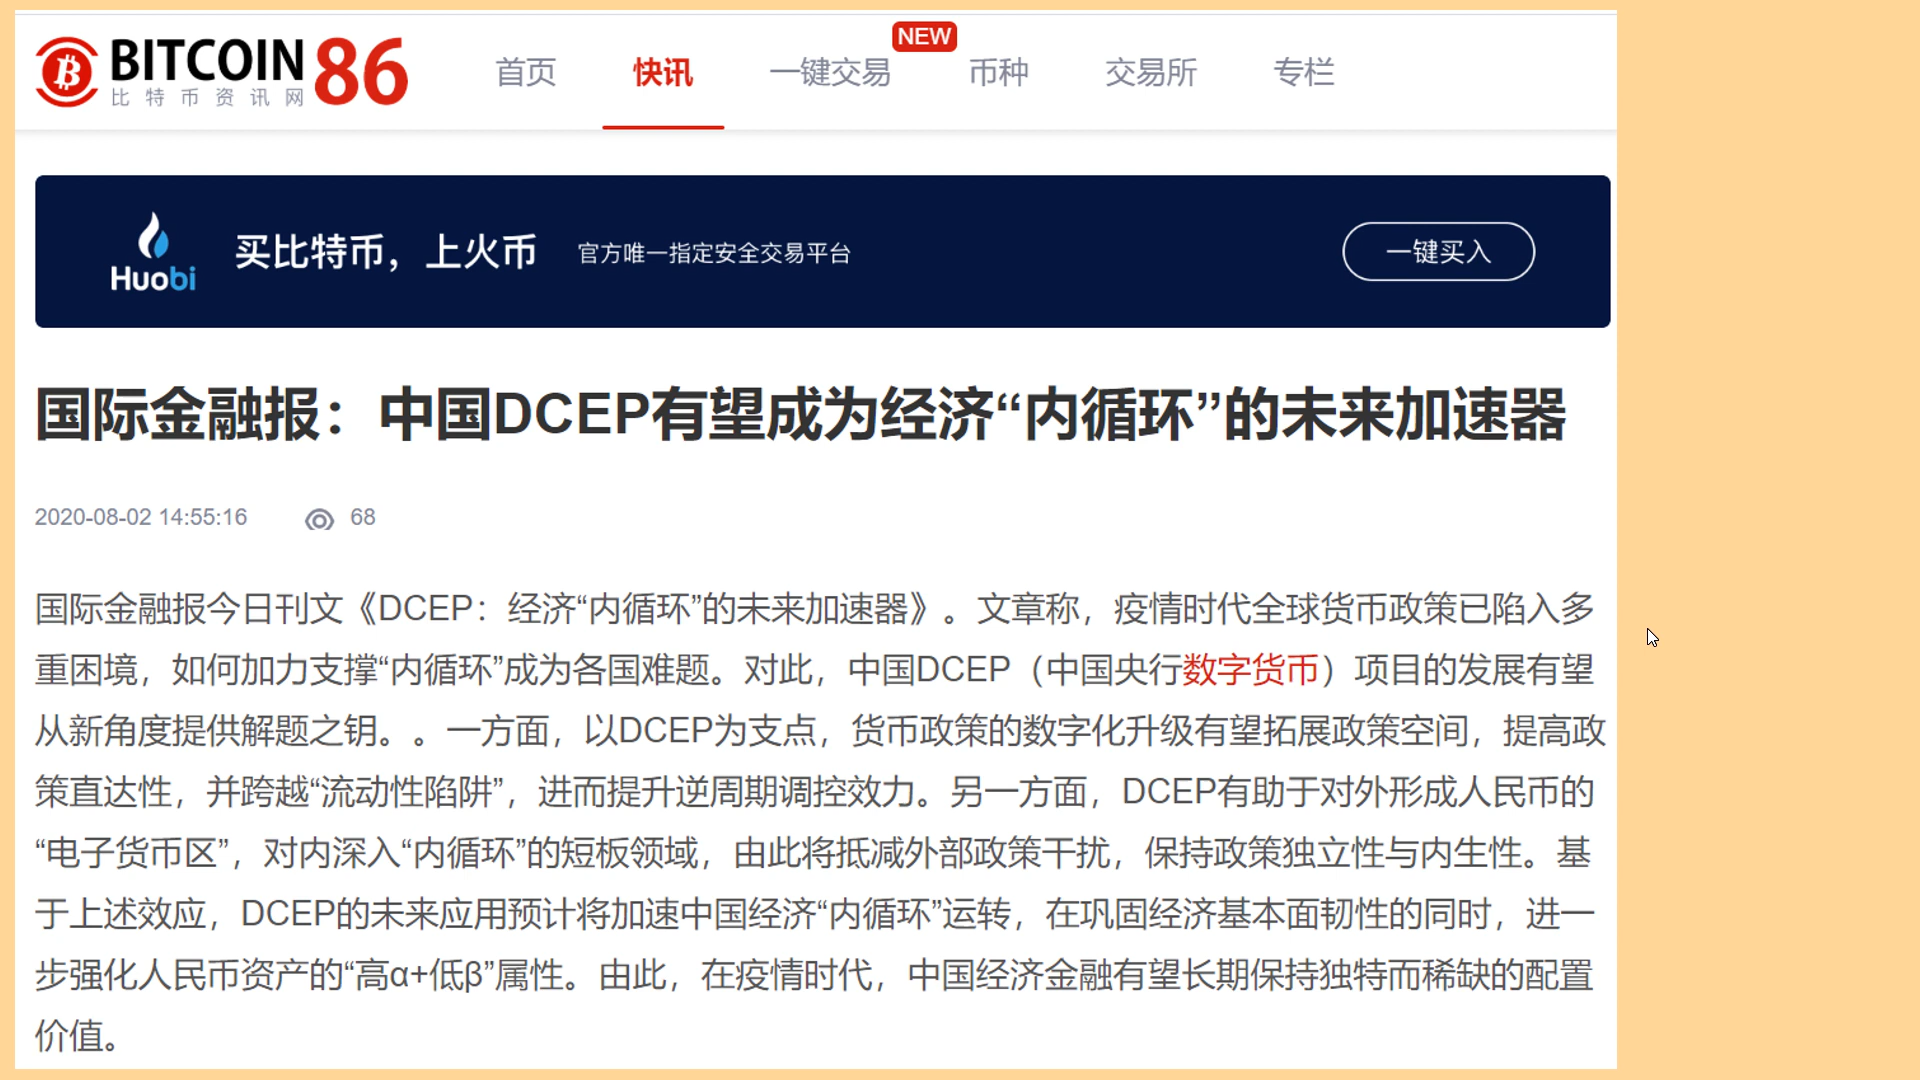 BITCOIN86
比特币资讯网
首页 快讯 一键交易 NEW 币种 交易所 专栏
Huobi 买比特币，上火币 官方唯一指定安全交易平台 一键买入
国际金融报：中国DCEP有望成为经济“内循环”的未来加速器
2020-08-02 14:55:16 68
国际金融报今日刊文《DCEP：经济“内循环”的未来加速器》。文章称，疫情时代全球货币政策已陷入多
重困境，如何加力支撑“内循环”成为各国难题。对此，中国DCEP（中国央行数字货币）项目的发展有望
从新角度提供解题之钥。。一方面，以DCEP为支点，货币政策的数字化升级有望拓展政策空间，提高政
策直达性，并跨越“流动性陷阱”，进而提升逆周期调控效力。另一方面，DCEP有助于对外形成人民币的
“电子货币区”，对内深入“内循环”的短板领域，由此将抵减外部政策干扰，保持政策独立性与内生性。基
于上述效应，DCEP的未来应用预计将加速中国经济“内循环”运转，在巩固经济基本面韧性的同时，进一
步强化人民币资产的“高α+低β”属性。由此，在疫情时代，中国经济金融有望长期保持独特而稀缺的配置
价值。